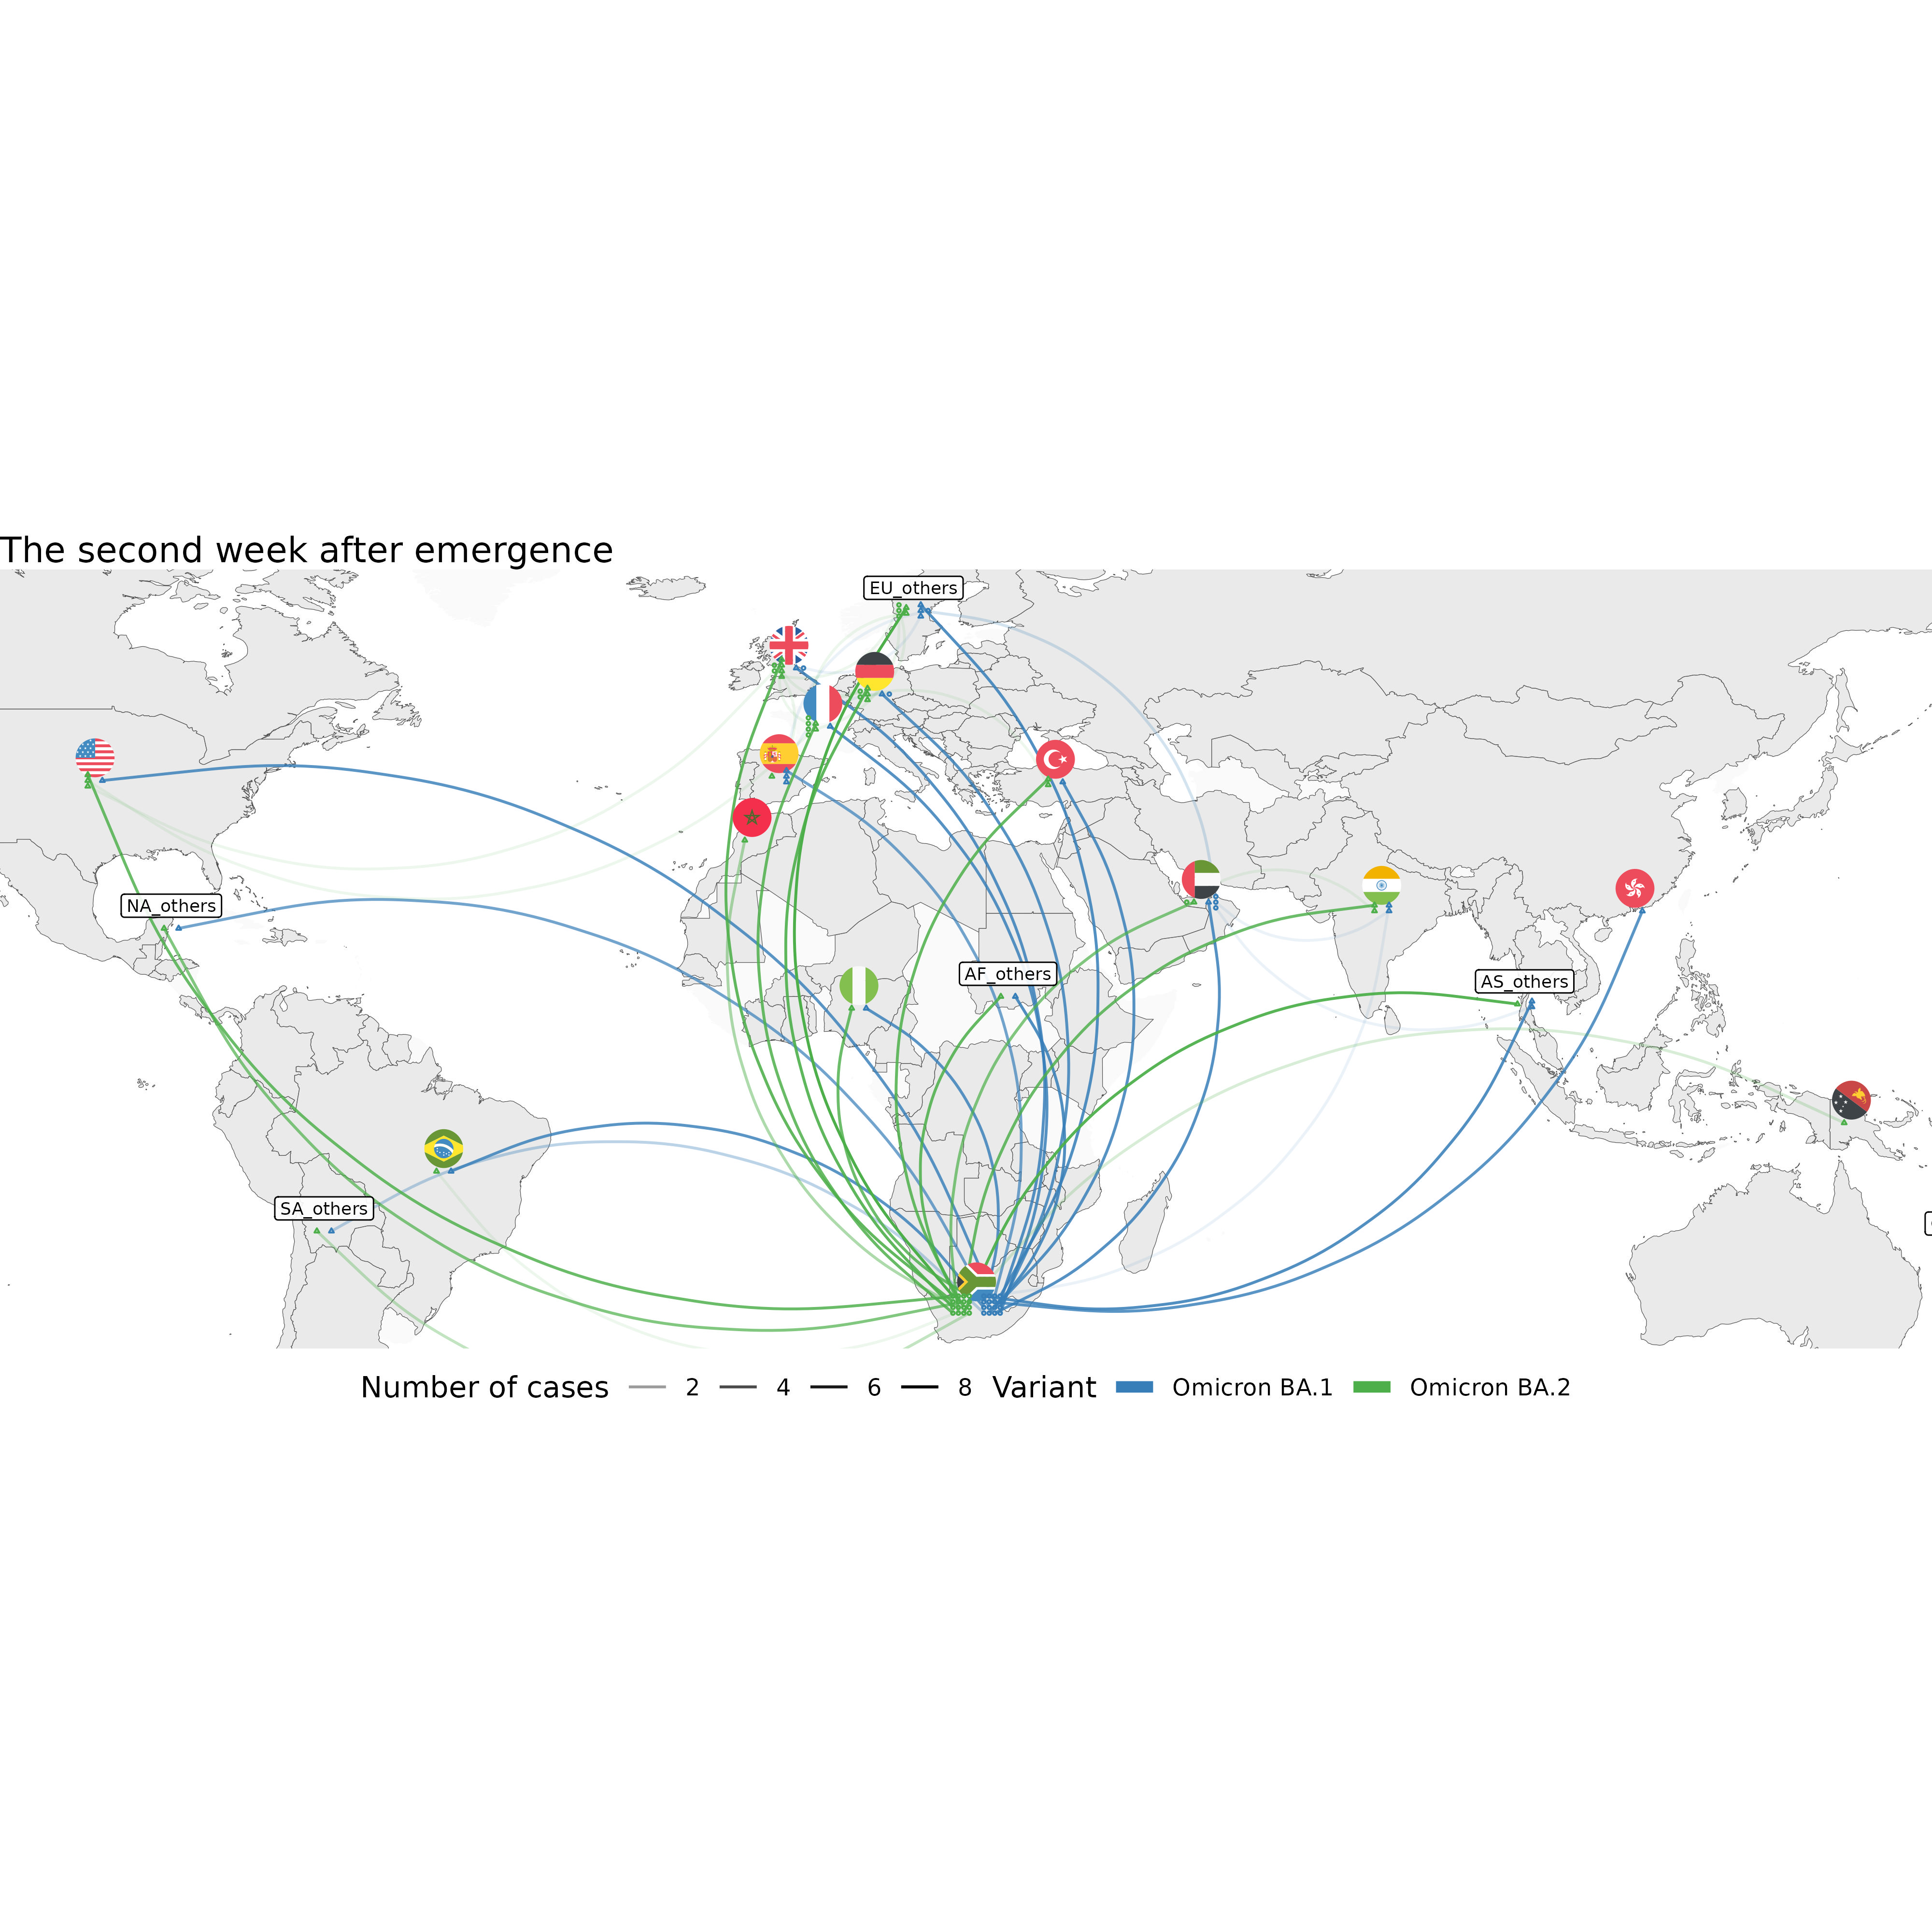 The second week after emergence
EU_others
NA_others
AF_others
AS_others
SA_others
Number of cases 2 4 6 8 Variant Omicron BA.1 Omicron BA.2